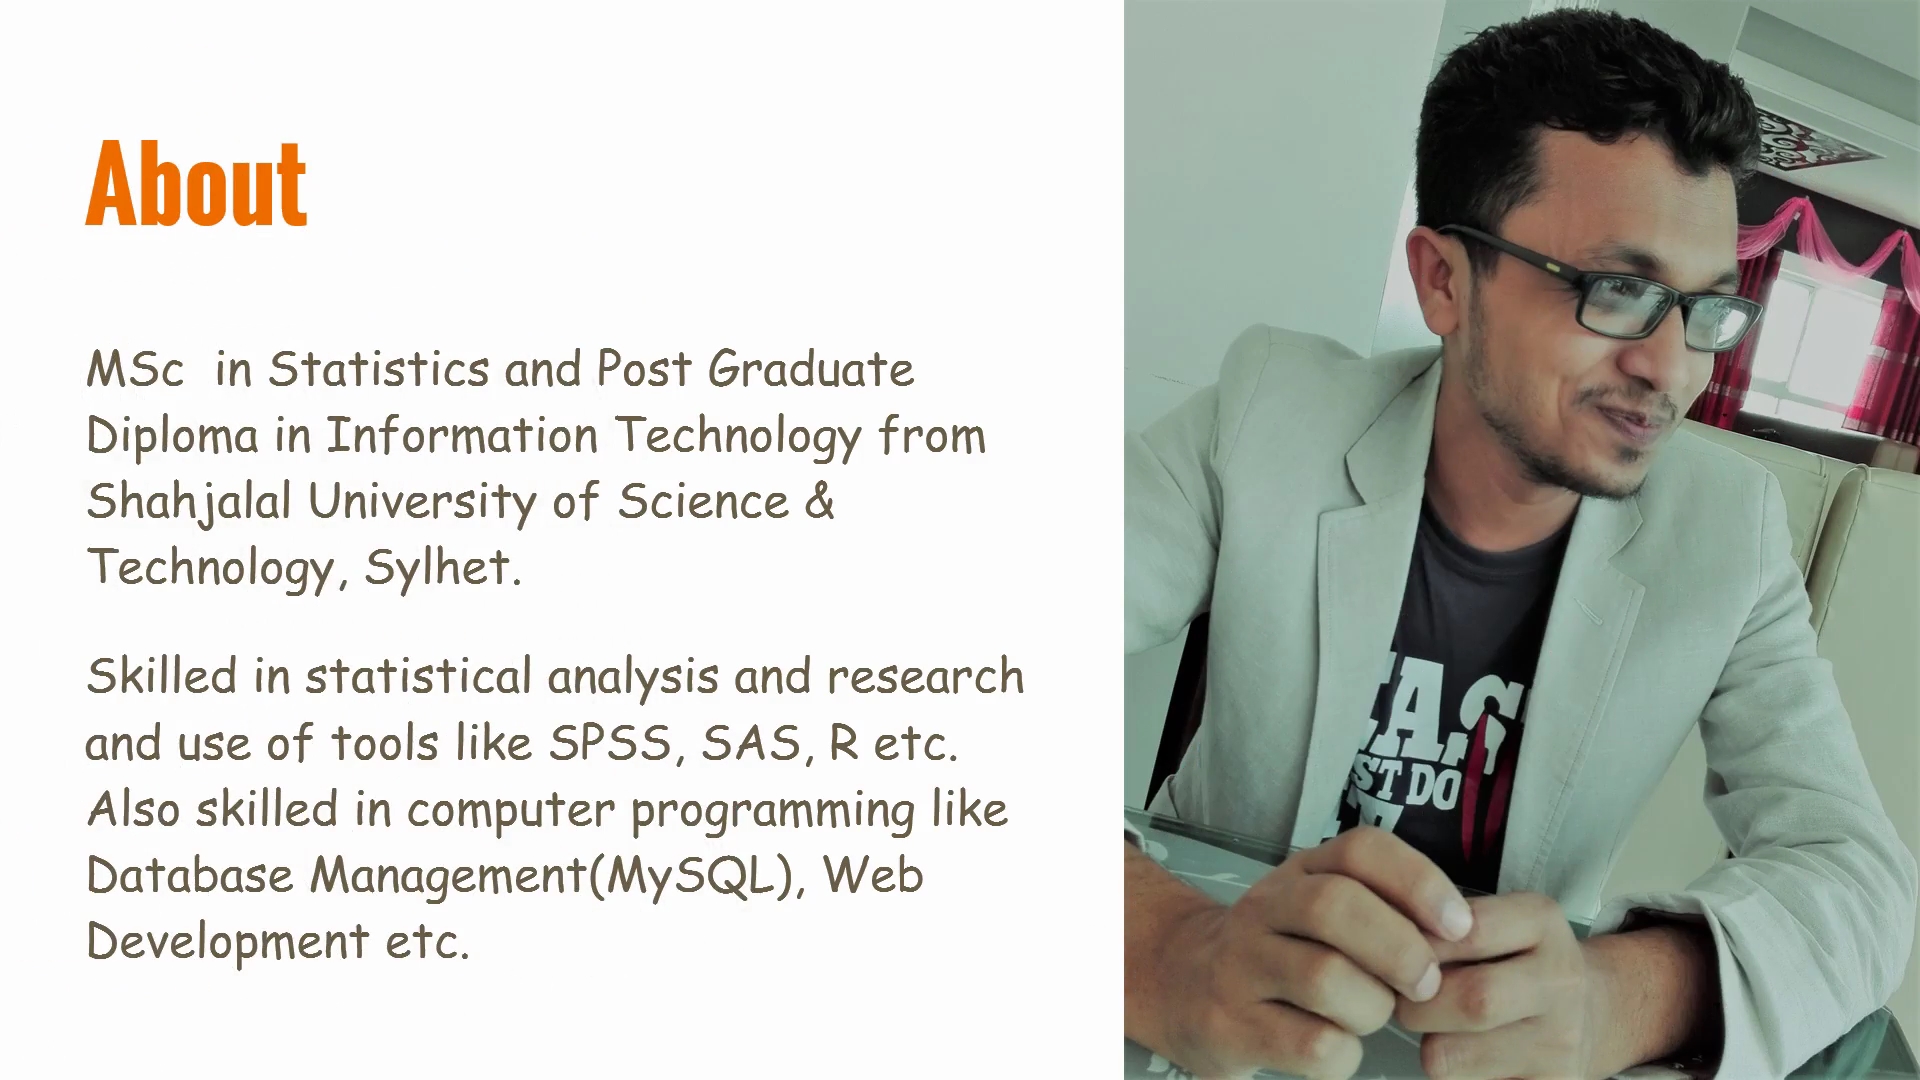 About
MSc  in Statistics and Post Graduate
Diploma in Information Technology from
Shahjalal University of Science &
Technology, Sylhet.
Skilled in statistical analysis and research
and use of tools like SPSS, SAS, R etc.
Also skilled in computer programming like
Database Management(MySQL), Web
Development etc.
DO